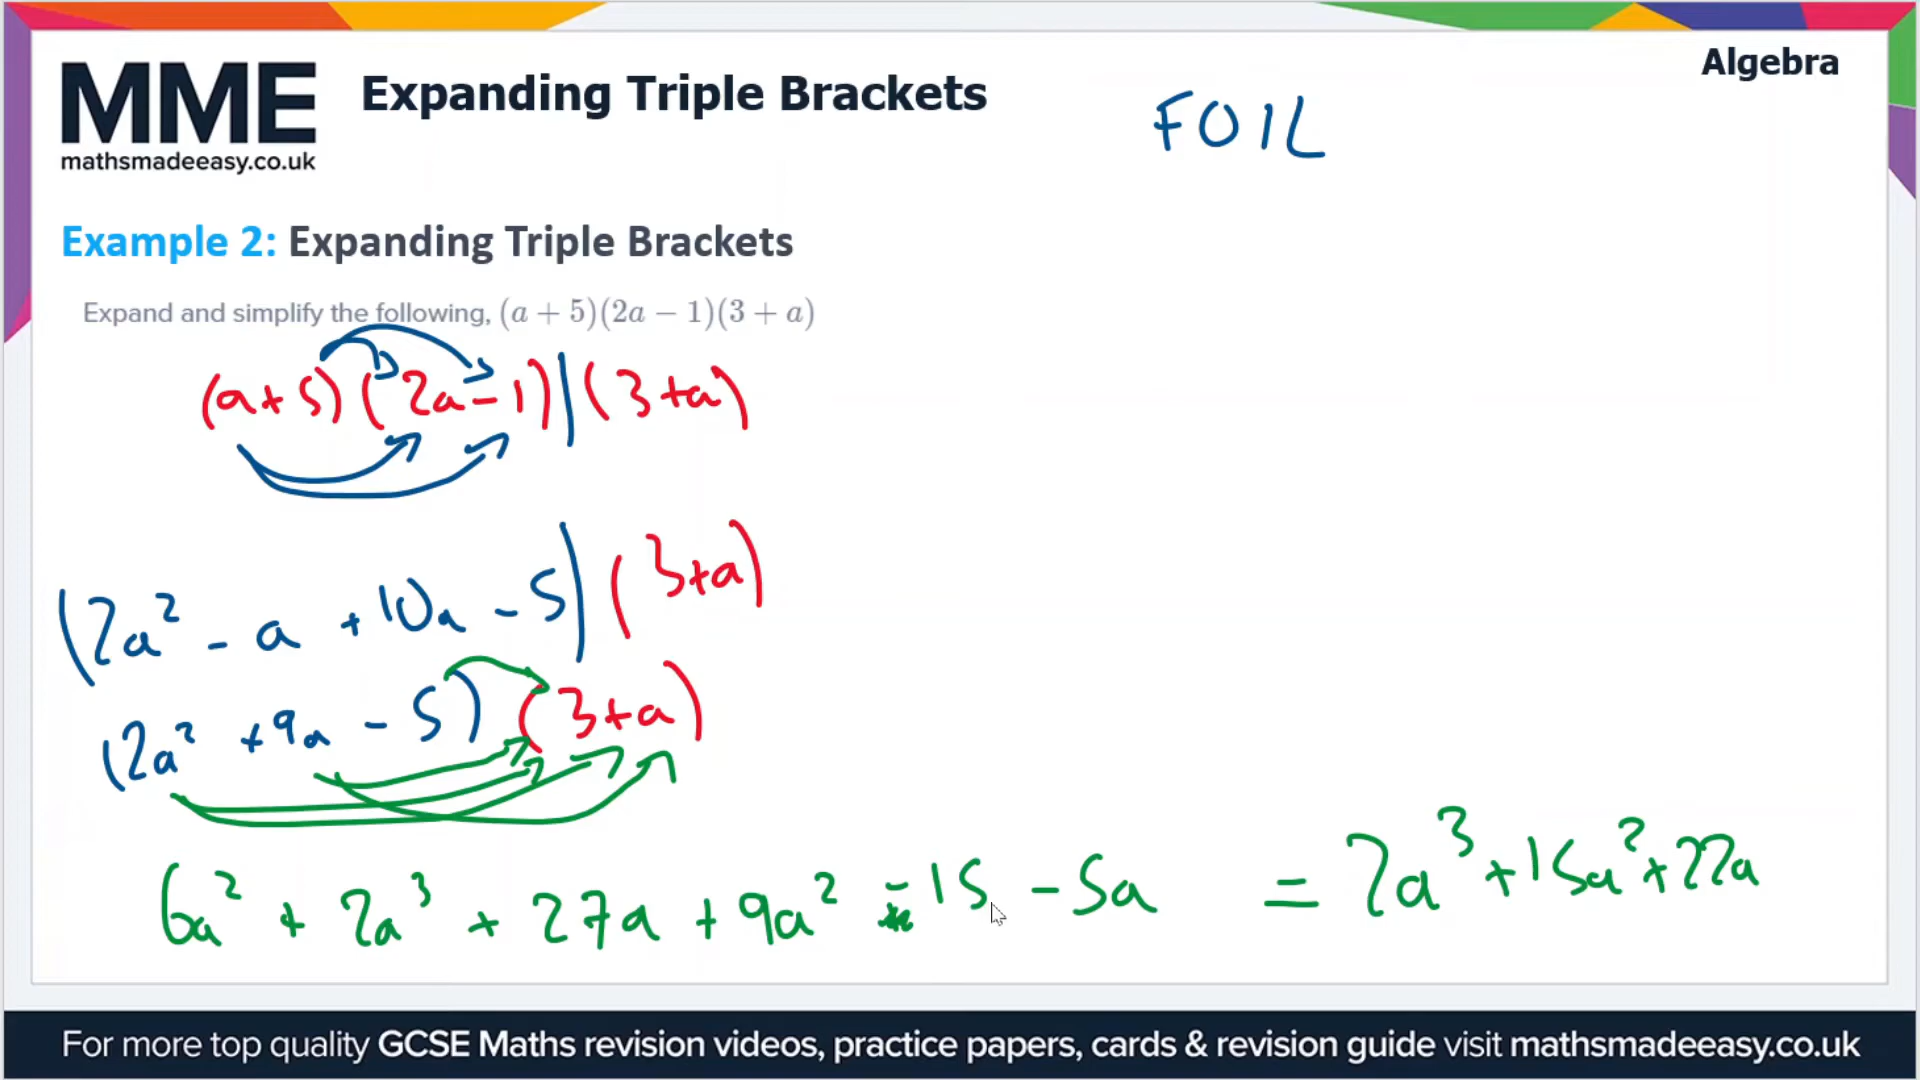 Algebra
MME
mathsmadeeasy.co.uk
Expanding Triple Brackets
FOIL
Example 2: Expanding Triple Brackets
Expand and simplify the following, (a + 5)(2a − 1)(3 + a)
(a+5)(2a-1)|(3+a)
(2a² - a + 10a - 5)(3+a)
(2a² + 9a - 5)(3+a)
6a² + 2a³ + 27a + 9a² - 15 - 5a = 2a³ + 15a² + 22a
For more top quality GCSE Maths revision videos, practice papers, cards & revision guide visit mathsmadeeasy.co.uk